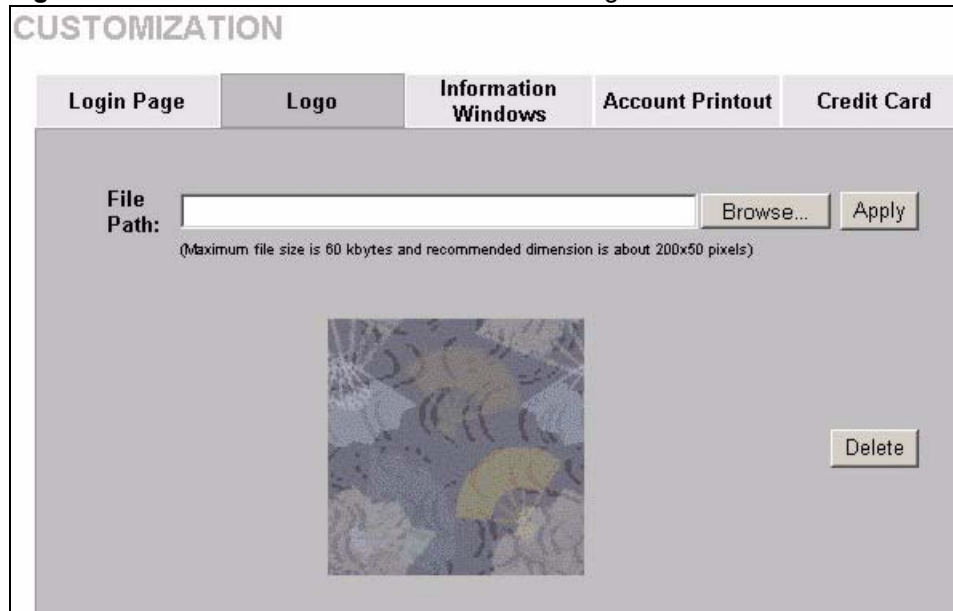 CUSTOMIZATION
Login Page
Logo
Information
Windows
Account Printout
Credit Card
File
Path:
Browse...
Apply
(Maximum file size is 60 kbytes and recommended dimension is about 200x50 pixels)
Delete